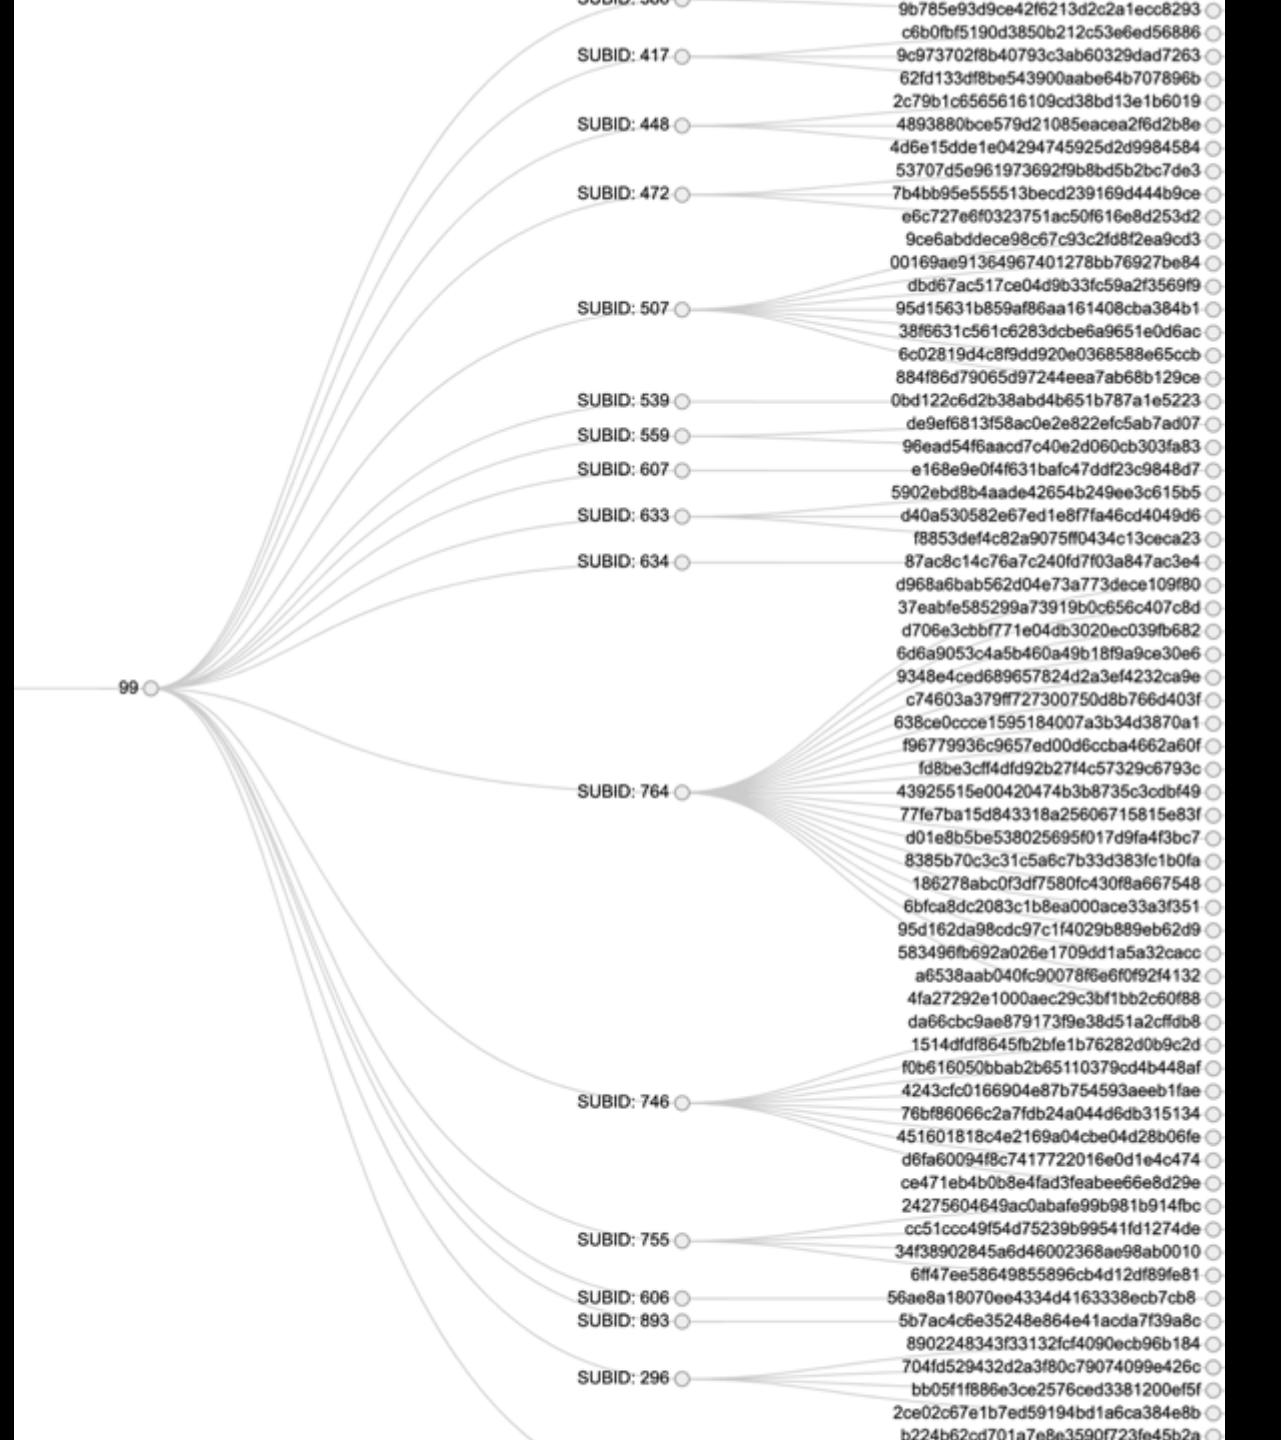 9b785e93d9ce42f6213d2c2a1ecc8293
c6b0fbf5190d3850b212c53e6ed56886
SUBID: 417
9c973702f8b40793c3ab60329dad7263
62fd133df8be543900aabe64b707896b
2c79b1c6565616109cd38bd13e1b6019
SUBID: 448
4893880bce579d21085eacea2f6d2b8e
4d6e15dde1e04294745925d2d9984584
53707d5e961973692f9b8bd5b2bc7de3
SUBID: 472
7b4bb95e555513becd239169d444b9ce
e6c727e6f0323751ac50f616e8d253d2
9ce6abddece98c67c93c2fd8f2ea9cd3
00169ae91364967401278bb76927be84
dbd67ac517ce04d9b33fc59a2f3569f9
SUBID: 507
95d15631b859af86aa161408cba384b1
38f6631c561c6283dcbe6a9651e0d6ac
6c02819d4c8f9dd920e0368588e65ccb
884f86d79065d97244eea7ab68b129ce
SUBID: 539
0bd122c6d2b38abd4b651b787a1e5223
de9ef6813f58ac0e2e822efc5ab7ad07
SUBID: 559
96ead54f6aacd7c40e2d060cb303fa83
SUBID: 607
e168e9e0f4f631bafc47ddf23c9848d7
5902ebd8b4aade42654b249ee3c615b5
SUBID: 633
d40a530582e67ed1e8f7fa46cd4049d6
f8853def4c82a9075ff0434c13ceca23
SUBID: 634
87ac8c14c76a7c240fd7f03a847ac3e4
d968a6bab562d04e73a773dece109f80
37eabfe585299a73919b0c656c407c8d
d706e3cbbf771e04db3020ec039fb682
6d6a9053c4a5b460a49b18f9a9ce30e6
9348e4ced689657824d2a3ef4232ca9e
99
c74603a379ff727300750d8b766d403f
638ce0ccce1595184007a3b34d3870a1
f96779936c9657ed00d6ccba4662a60f
fd8be3cff4dfd92b27f4c57329c6793c
SUBID: 764
43925515e00420474b3b8735c3cdbf49
77fe7ba15d843318a25606715815e83f
d01e8b5be538025695f017d9fa4f3bc7
8385b70c3c31c5a6c7b33d383fc1b0fa
186278abc0f3df7580fc430f8a667548
6bfca8dc2083c1b8ea000ace33a3f351
95d162da98cdc97c1f4029b889eb62d9
583496fb692a026e1709dd1a5a32cacc
a6538aab040fc90078f6e6f0f92f4132
4fa27292e1000aec29c3bf1bb2c60f88
da66cbc9ae879173f9e38d51a2cffdb8
1514dfdf8645fb2bfe1b76282d0b9c2d
f0b616050bbab2b65110379cd4b448af
4243cfc0166904e87b754593aeeb1fae
SUBID: 746
76bf86066c2a7fdb24a044d6db315134
451601818c4e2169a04cbe04d28b06fe
d6fa60094f8c7417722016e0d1e4c474
ce471eb4b0b8e4fad3feabee66e8d29e
24275604649ac0abafe99b981b914fbc
cc51ccc49f54d75239b99541fd1274de
SUBID: 755
34f38902845a6d46002368ae98ab0010
6ff47ee58649855896cb4d12df89fe81
SUBID: 606
56ae8a18070ee4334d4163338ecb7cb8
SUBID: 893
5b7ac4c6e35248e864e41acda7f39a8c
8902248343f33132fcf4090ecb96b184
704fd529432d2a3f80c79074099e426c
SUBID: 296
bb05f1f886e3ce2576ced3381200ef5f
2ce02c67e1b7ed59194bd1a6ca384e8b
b224b62cd701a7e8e3590f723fe45b2a